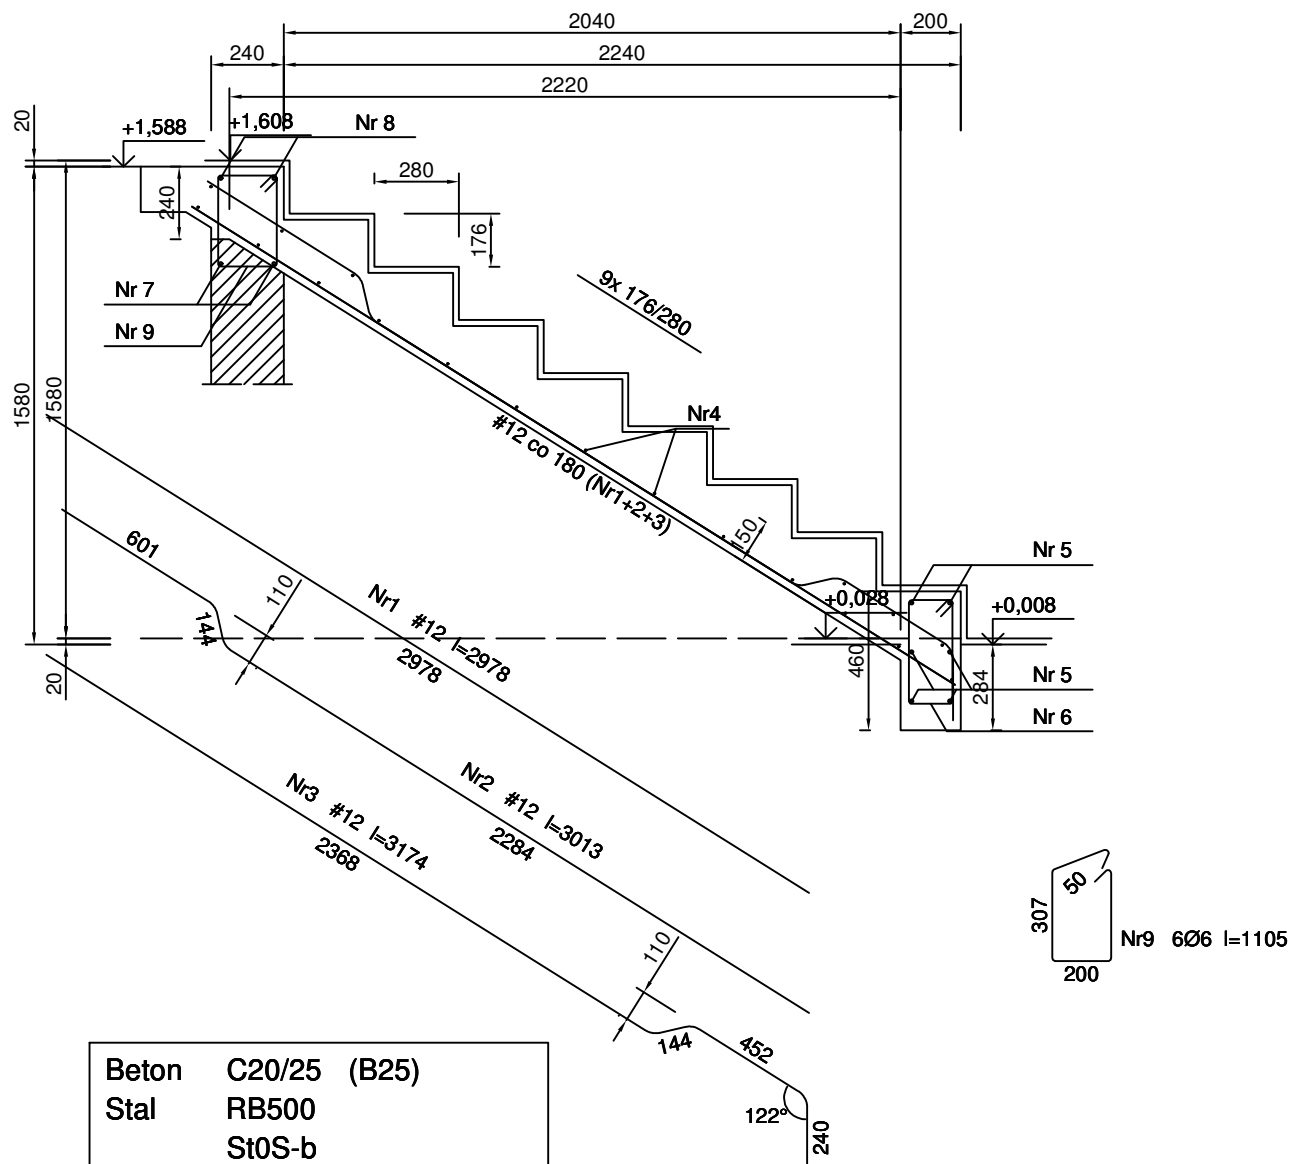 2040 200
240 2240
2220
20
+1,588 +1,608 Nr 8
280
240
176
9x 176/280
Nr 7
Nr 9
1580
1580
Nr4
#12 co 180 (Nr1+2+3)
150
Nr 5
+0,028 +0,008
601
110
144
Nr1 #12 l=2978
2978
20
460
284
Nr 5
Nr 6
Nr2 #12 l=3013
2284
Nr3 #12 l=3174
2368
50
307
Nr9 6Ø6 l=1105
200
110
144
452
122°
240
Beton C20/25 (B25)
Stal RB500
St0S-b